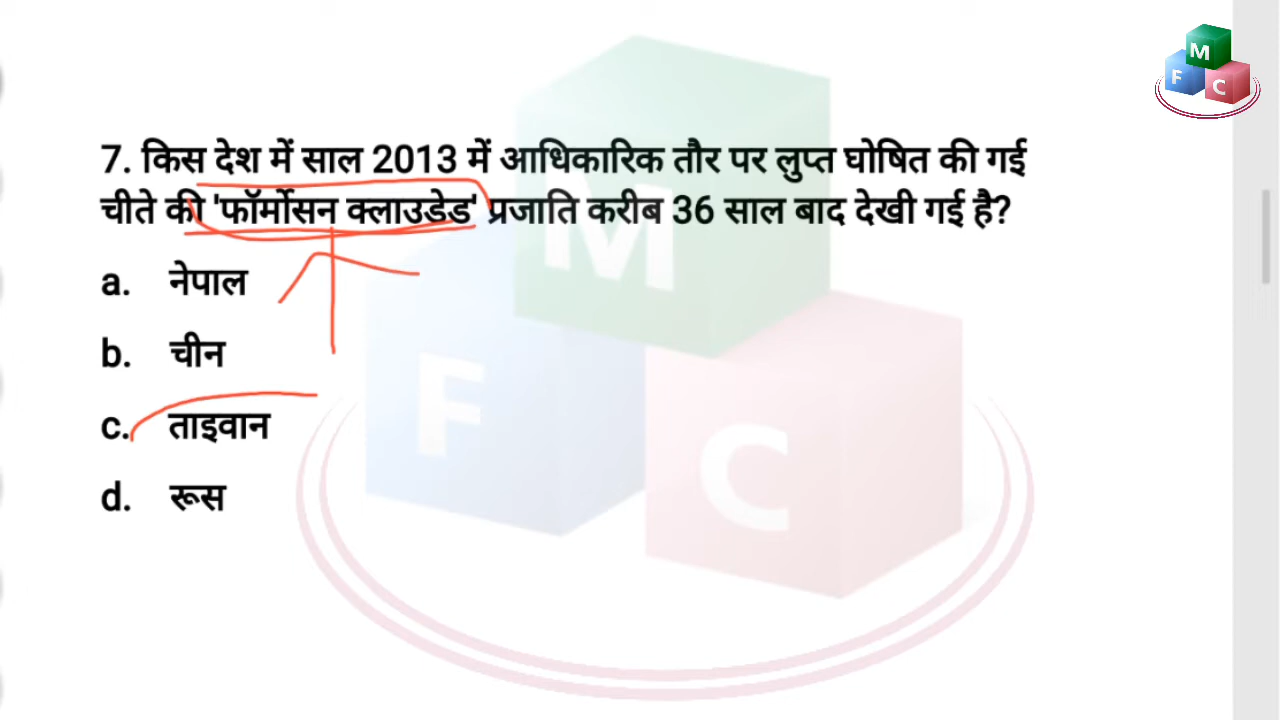 7. किस देश में साल 2013 में आधिकारिक तौर पर लुप्त घोषित की गई
चीते की 'फॉर्मोसन क्लाउडेड' प्रजाति करीब 36 साल बाद देखी गई है?
a. नेपाल
b. चीन
c. ताइवान
d. रूस
M
F
C
M
F
C